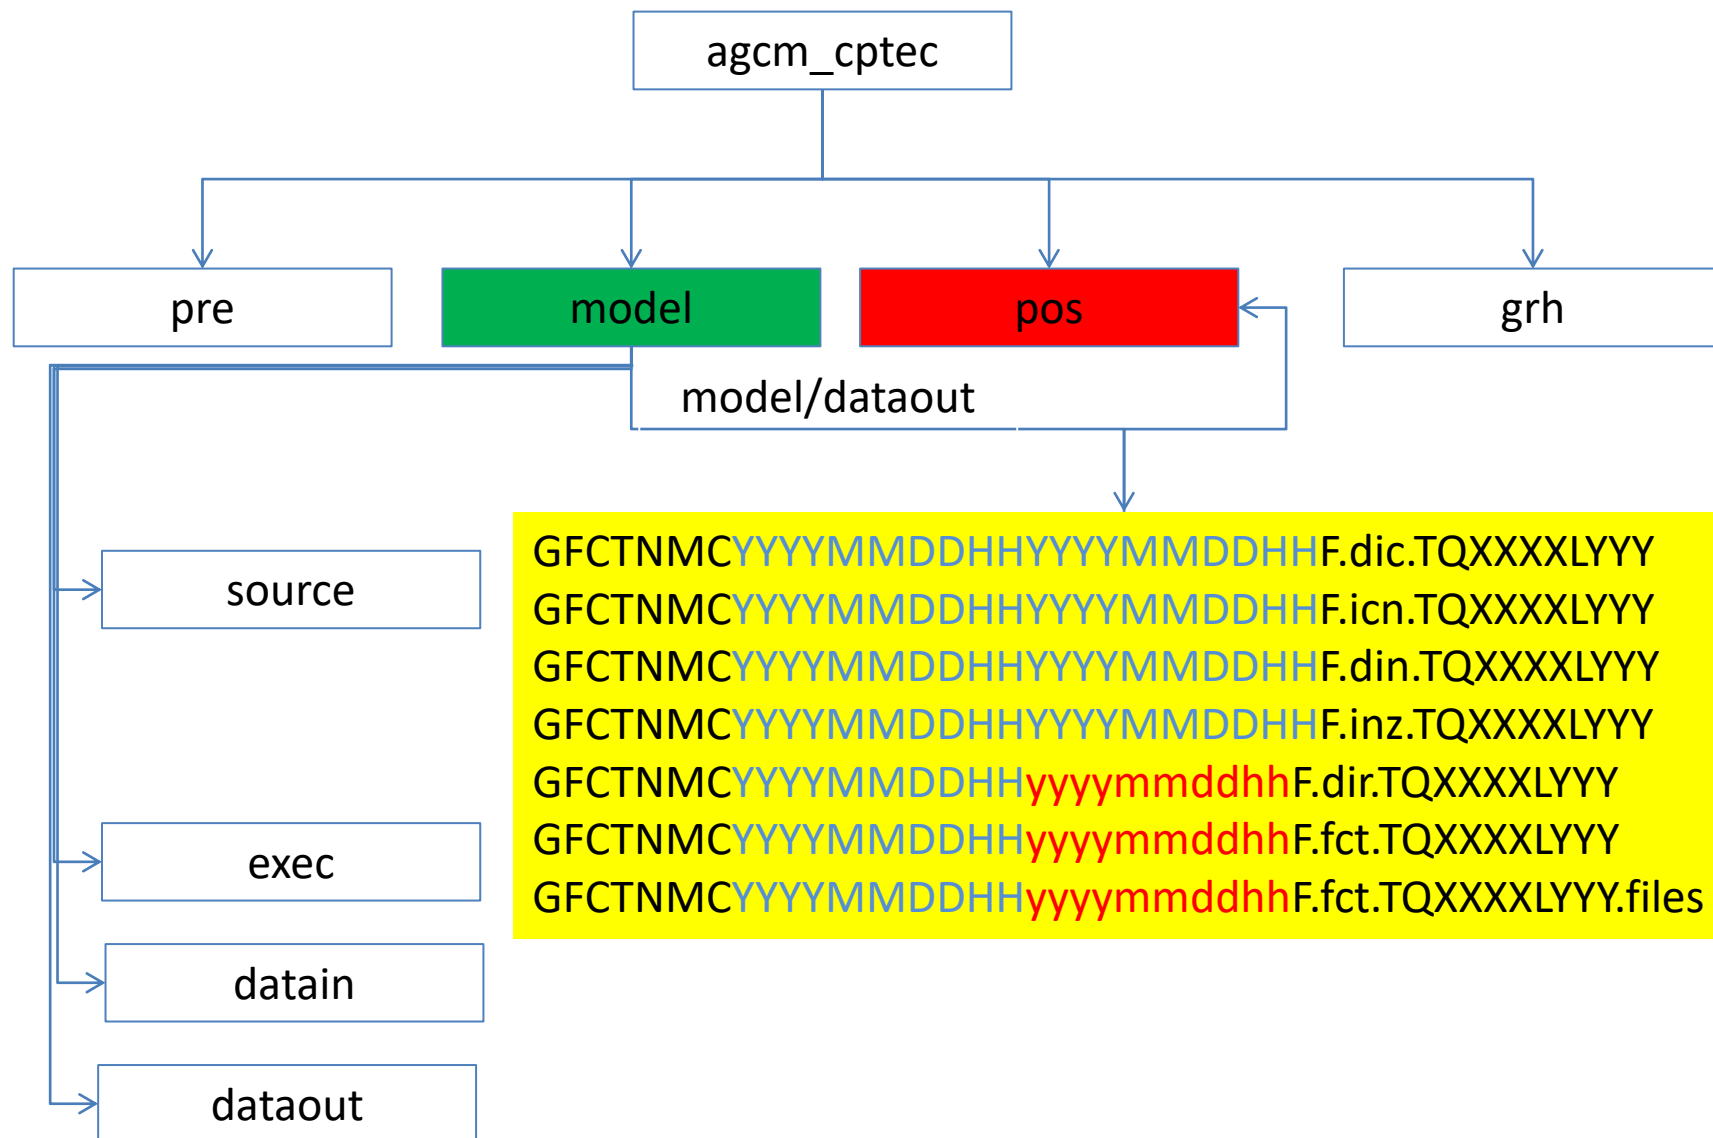 agcm_cptec
pre
model
pos
grh
model/dataout
source
exec
datain
dataout
GFCTNMCYYYYMMDDHHYYYYMMDDHHF.dic.TQXXXXLYYY
GFCTNMCYYYYMMDDHHYYYYMMDDHHF.icn.TQXXXXLYYY
GFCTNMCYYYYMMDDHHYYYYMMDDHHF.din.TQXXXXLYYY
GFCTNMCYYYYMMDDHHYYYYMMDDHHF.inz.TQXXXXLYYY
GFCTNMCYYYYMMDDHHyyyymmddhhF.dir.TQXXXXLYYY
GFCTNMCYYYYMMDDHHyyyymmddhhF.fct.TQXXXXLYYY
GFCTNMCYYYYMMDDHHyyyymmddhhF.fct.TQXXXXLYYY.files